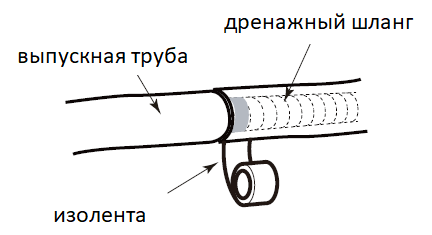 дренажный шланг
выпускная труба
изолента